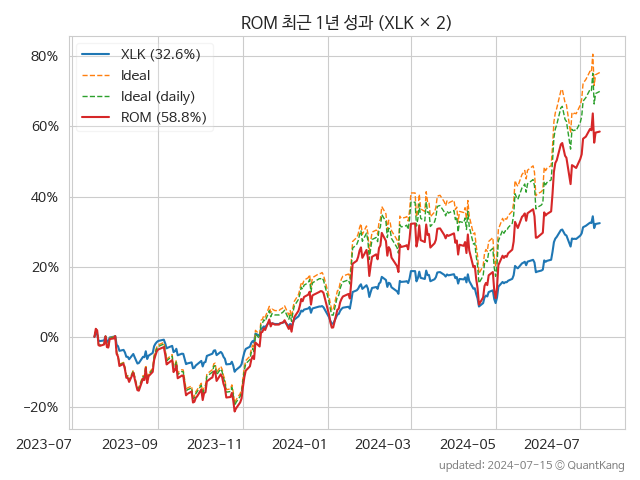 ROM 최근 1년 성과 (XLK × 2)
XLK (32.6%)
Ideal
Ideal (daily)
ROM (58.8%)
80%
60%
40%
20%
0%
−20%
2023-07 2023-09 2023-11 2024-01 2024-03 2024-05 2024-07
updated: 2024-07-15 © QuantKang